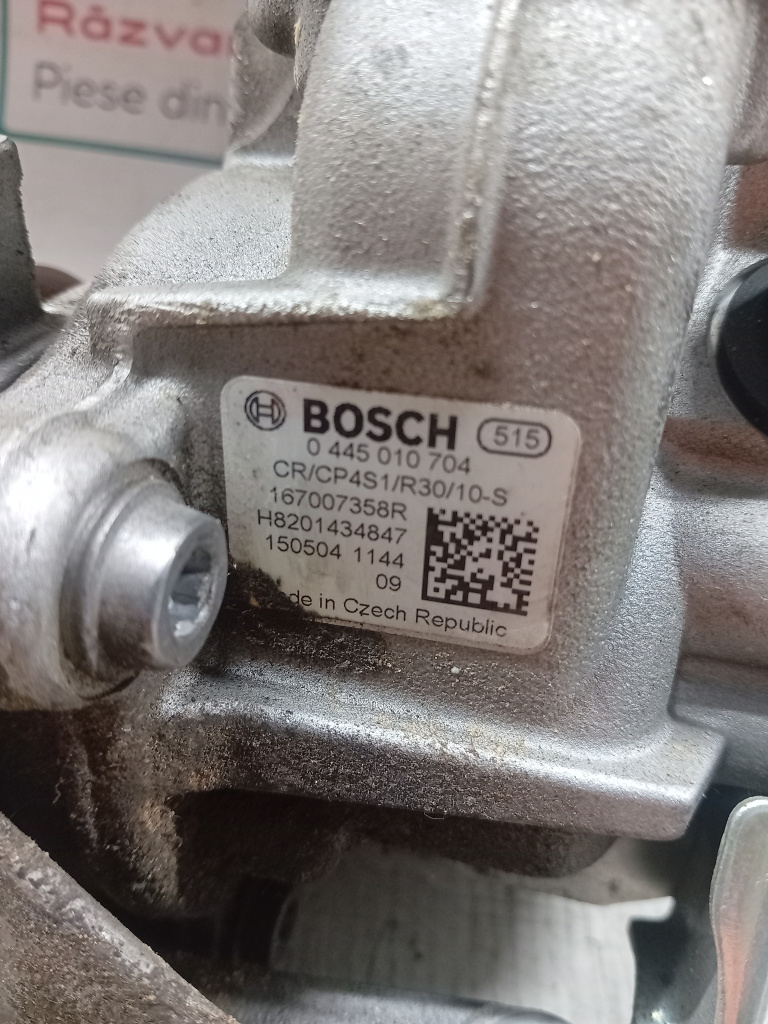 Răzva
Piese din
BOSCH 515
0 445 010 704
CR/CP4S1/R30/10-S
167007358R
H8201434847
150504 1144
09
de in Czech Republic